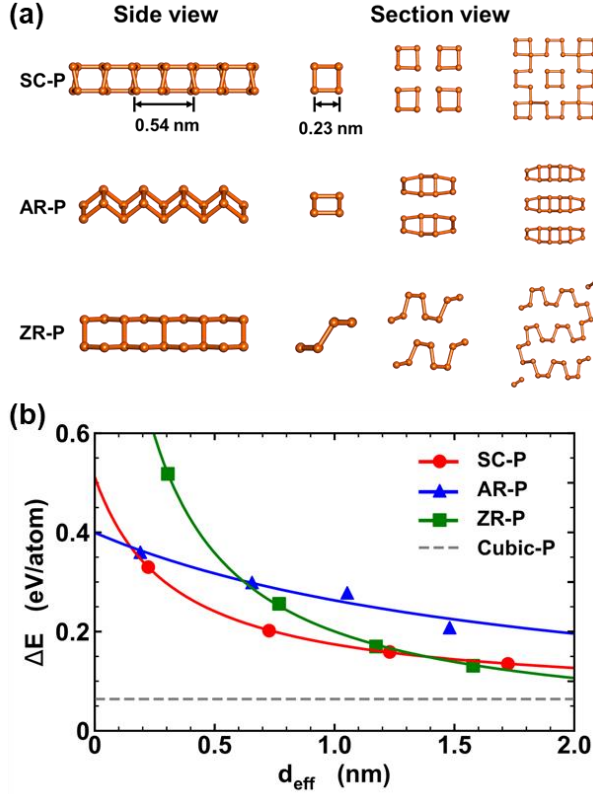 (a) Side view Section view
SC-P
0.54 nm 0.23 nm
AR-P
ZR-P
(b)
0.6
0.4
0.2
0
ΔE (eV/atom)
SC-P
AR-P
ZR-P
Cubic-P
0 0.5 1.0 1.5 2.0
d_eff (nm)